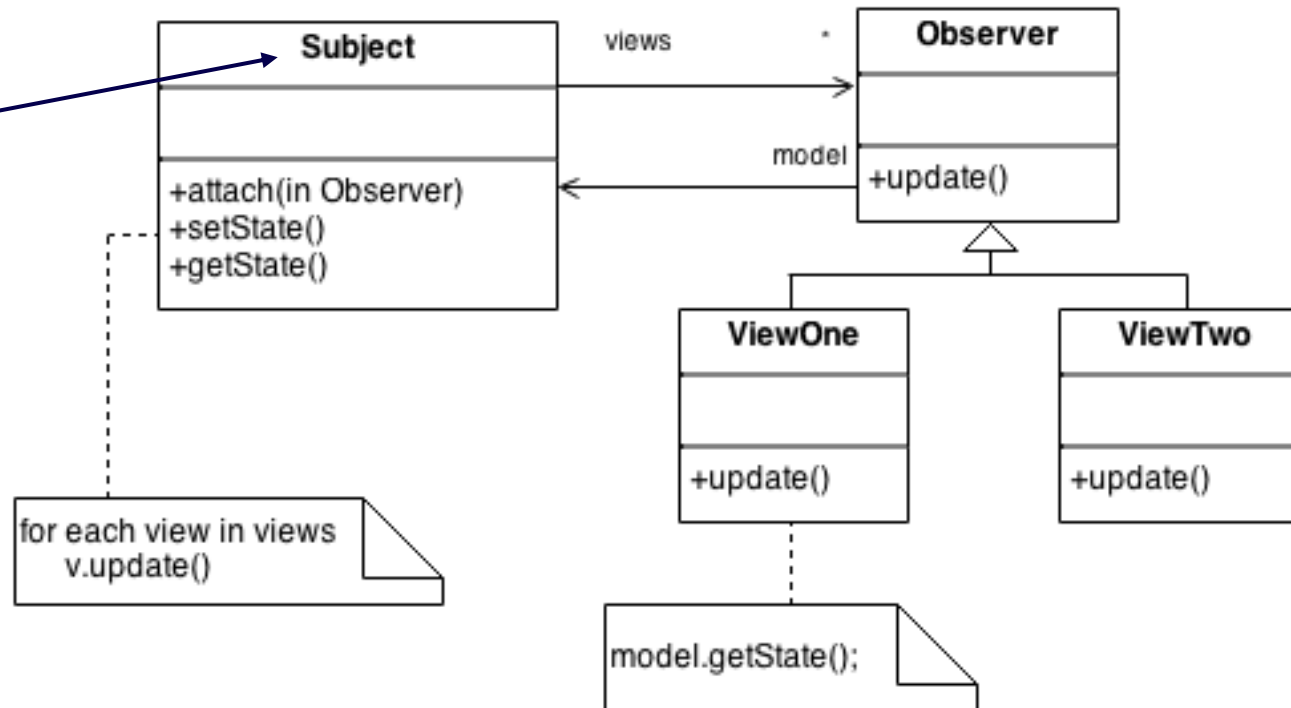 Subject
views
*
Observer
model
+attach(in Observer)
+setState()
+getState()
+update()
ViewOne
ViewTwo
+update()
+update()
for each view in views
v.update()
model.getState();